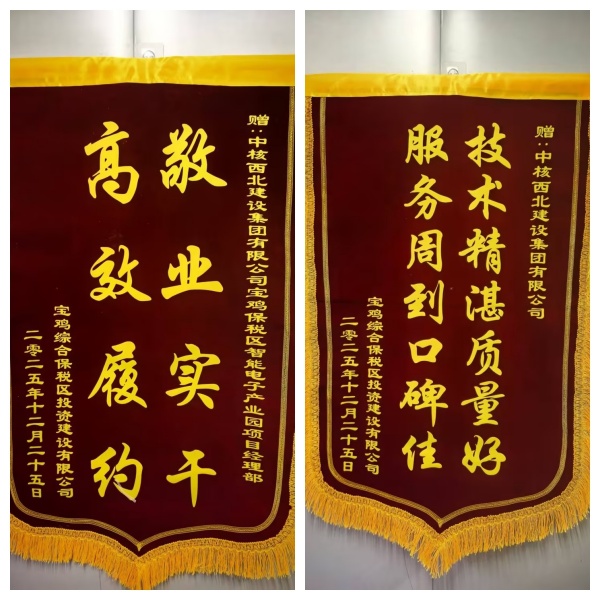 赠：中核西北建设集团有限公司宝鸡保税区智能电子产业园项目经理部
敬业实干
高效履约
宝鸡综合保税区投资建设有限公司
二零二五年十二月二十五日
赠：中核西北建设集团有限公司
技术精湛质量好
服务周到口碑佳
宝鸡综合保税区投资建设有限公司
二零二五年十二月二十五日